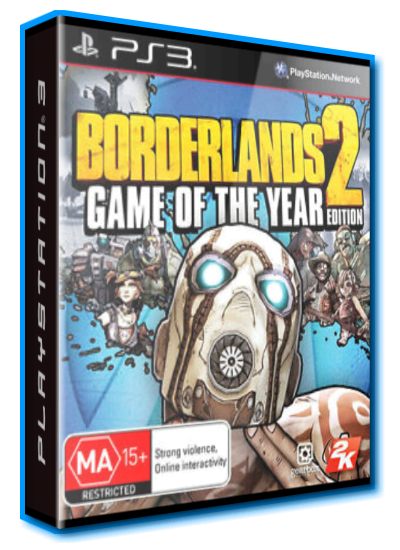 PS3
PlayStation Network
PLAYSTATION®3
BORDERLANDS 2
GAME OF THE YEAR EDITION
MA 15+
RESTRICTED
Strong violence,
Online interactivity
gearbox
2K